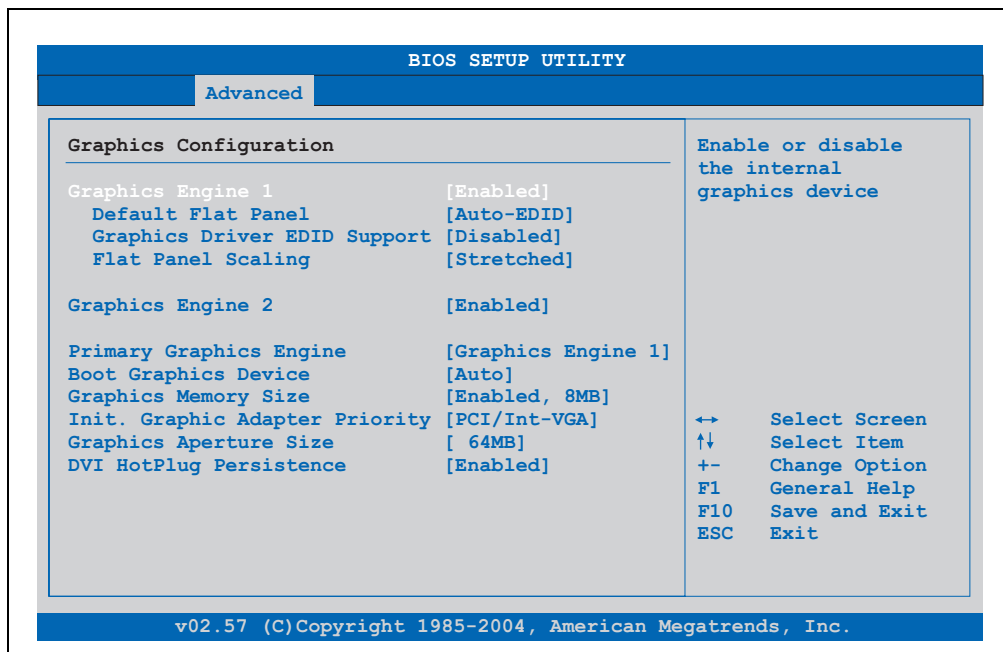 BIOS SETUP UTILITY
Advanced
Graphics Configuration
Graphics Engine 1 [Enabled]
Default Flat Panel [Auto-EDID]
Graphics Driver EDID Support [Disabled]
Flat Panel Scaling [Stretched]
Graphics Engine 2 [Enabled]
Primary Graphics Engine [Graphics Engine 1]
Boot Graphics Device [Auto]
Graphics Memory Size [Enabled, 8MB]
Init. Graphic Adapter Priority [PCI/Int-VGA]
Graphics Aperture Size [ 64MB]
DVI HotPlug Persistence [Enabled]
Enable or disable
the internal
graphics device
↔ Select Screen
↑↓ Select Item
+- Change Option
F1 General Help
F10 Save and Exit
ESC Exit
v02.57 (C)Copyright 1985-2004, American Megatrends, Inc.